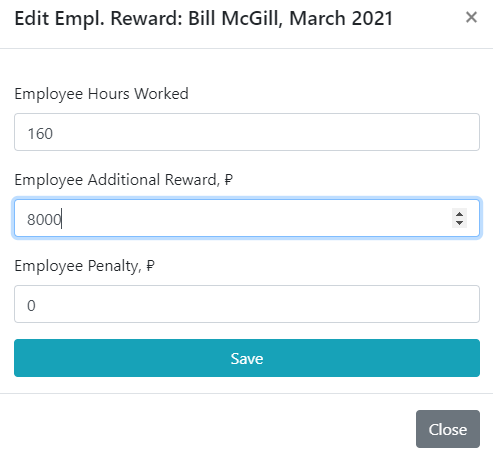 Edit Empl. Reward: Bill McGill, March 2021 ×
Employee Hours Worked
160
Employee Additional Reward, ₽
8000
Employee Penalty, ₽
0
Save
Close